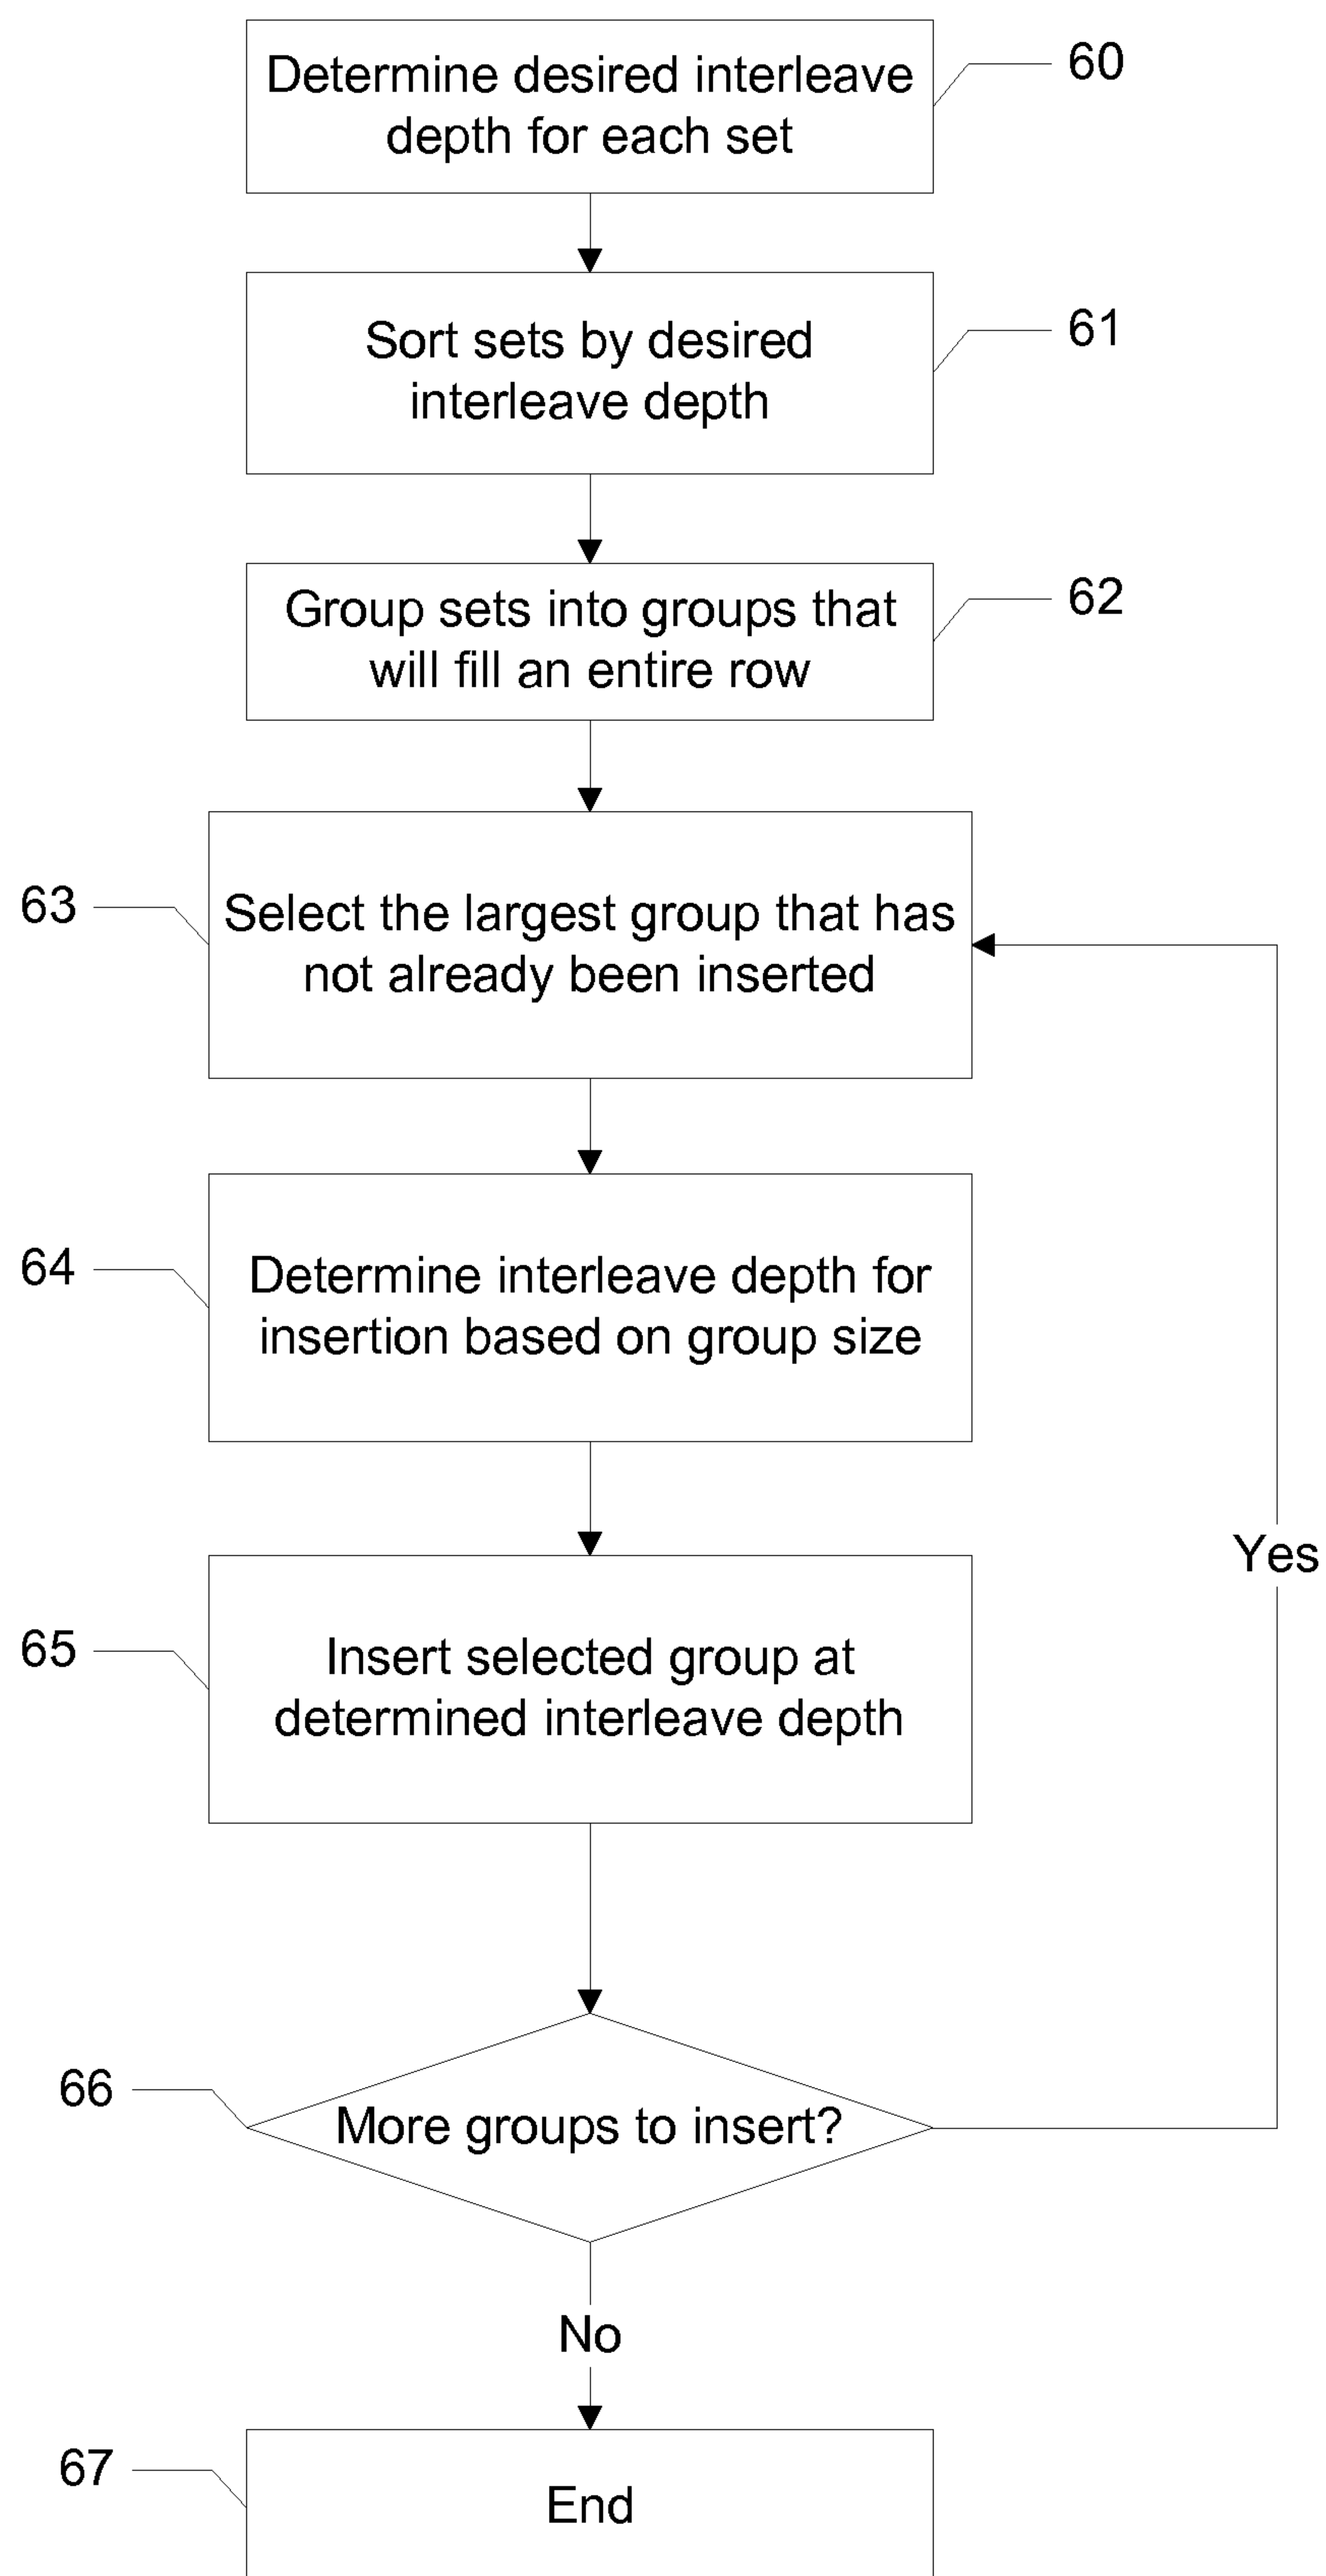 Determine desired interleave
depth for each set
60
Sort sets by desired
interleave depth
61
Group sets into groups that
will fill an entire row
62
63
Select the largest group that has
not already been inserted
64
Determine interleave depth for
insertion based on group size
Yes
65
Insert selected group at
determined interleave depth
66
More groups to insert?
No
67
End